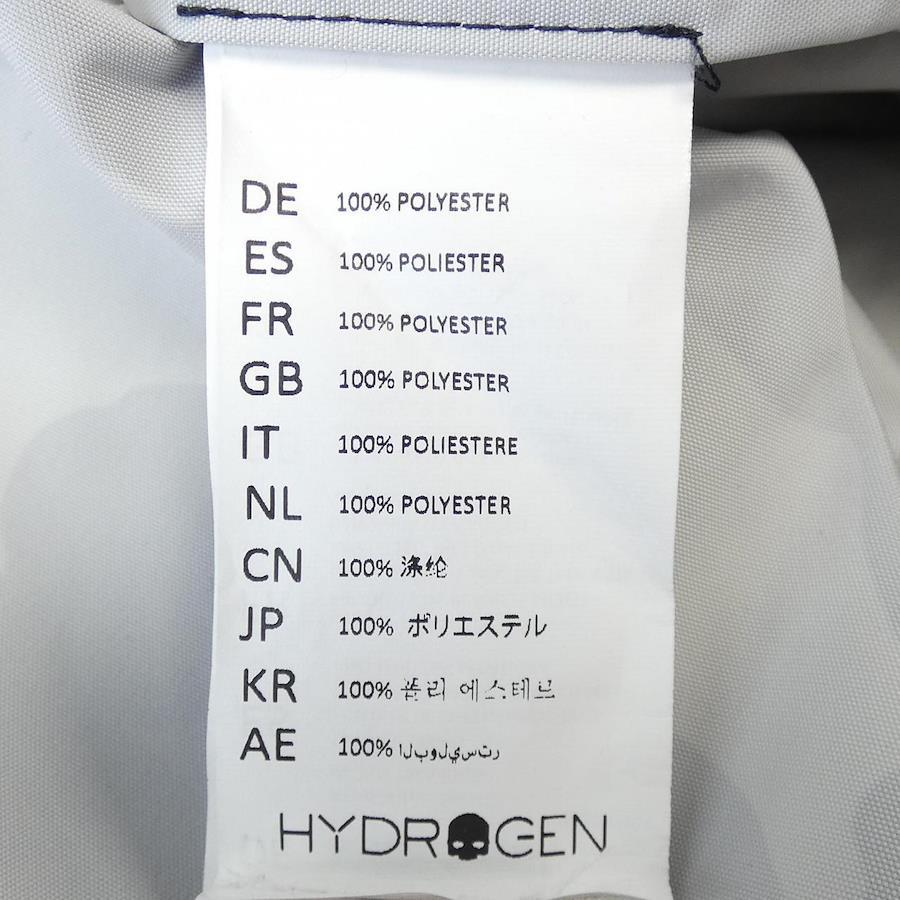 DE 100% POLYESTER
ES 100% POLIESTER
FR 100% POLYESTER
GB 100% POLYESTER
IT 100% POLIESTERE
NL 100% POLYESTER
CN 100% 涤纶
JP 100% ポリエステル
KR 100% 폴리 에스테르
AE 100% البوليستر
HYDROGEN